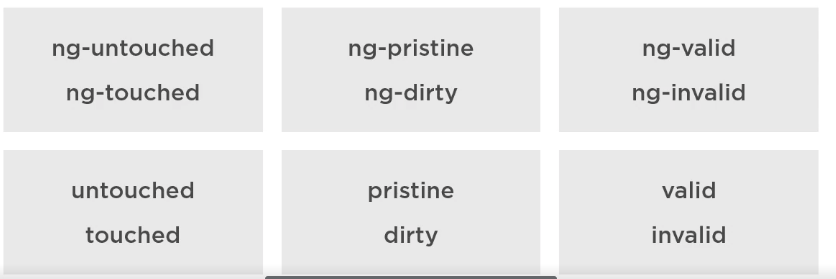 ng-untouched
ng-touched
ng-pristine
ng-dirty
ng-valid
ng-invalid
untouched
touched
pristine
dirty
valid
invalid